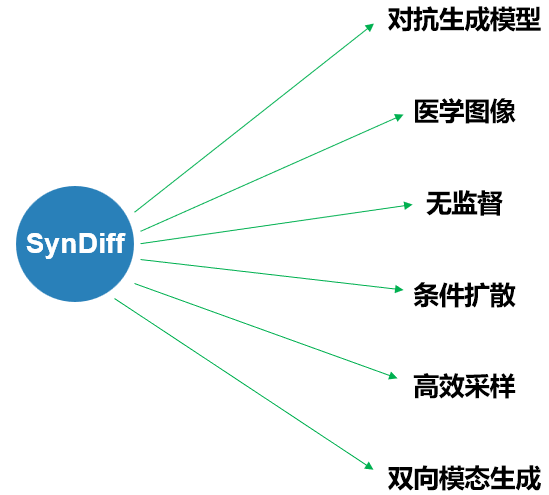 对抗生成模型
医学图像
无监督
SynDiff
条件扩散
高效采样
双向模态生成